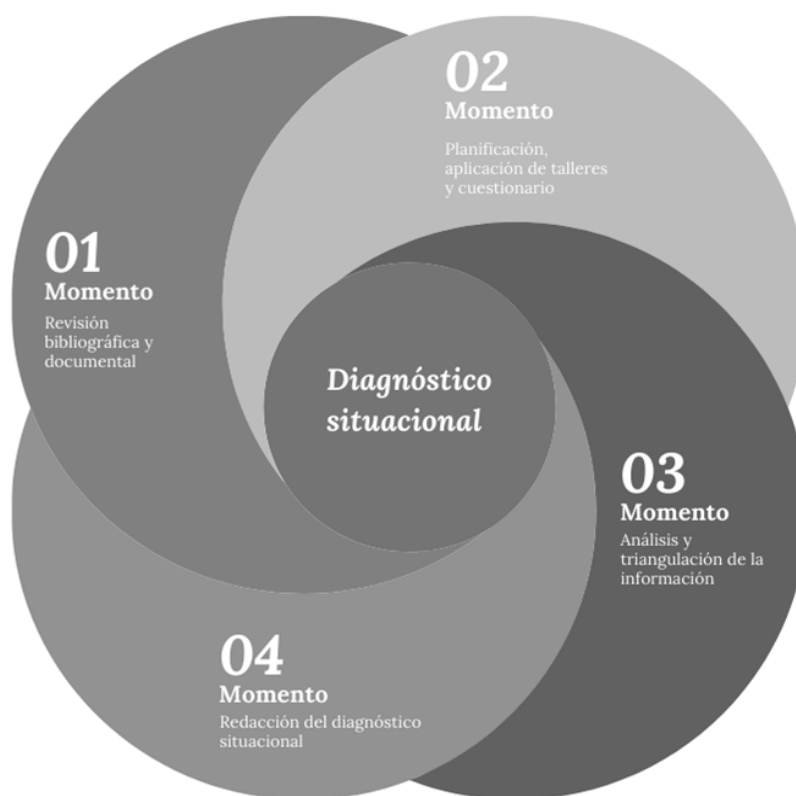 01
Momento
Revisión
bibliográfica y
documental
02
Momento
Planificación,
aplicación de talleres
y cuestionario
Diagnóstico
situacional
03
Momento
Análisis y
triangulación de la
información
04
Momento
Redacción del diagnóstico
situacional